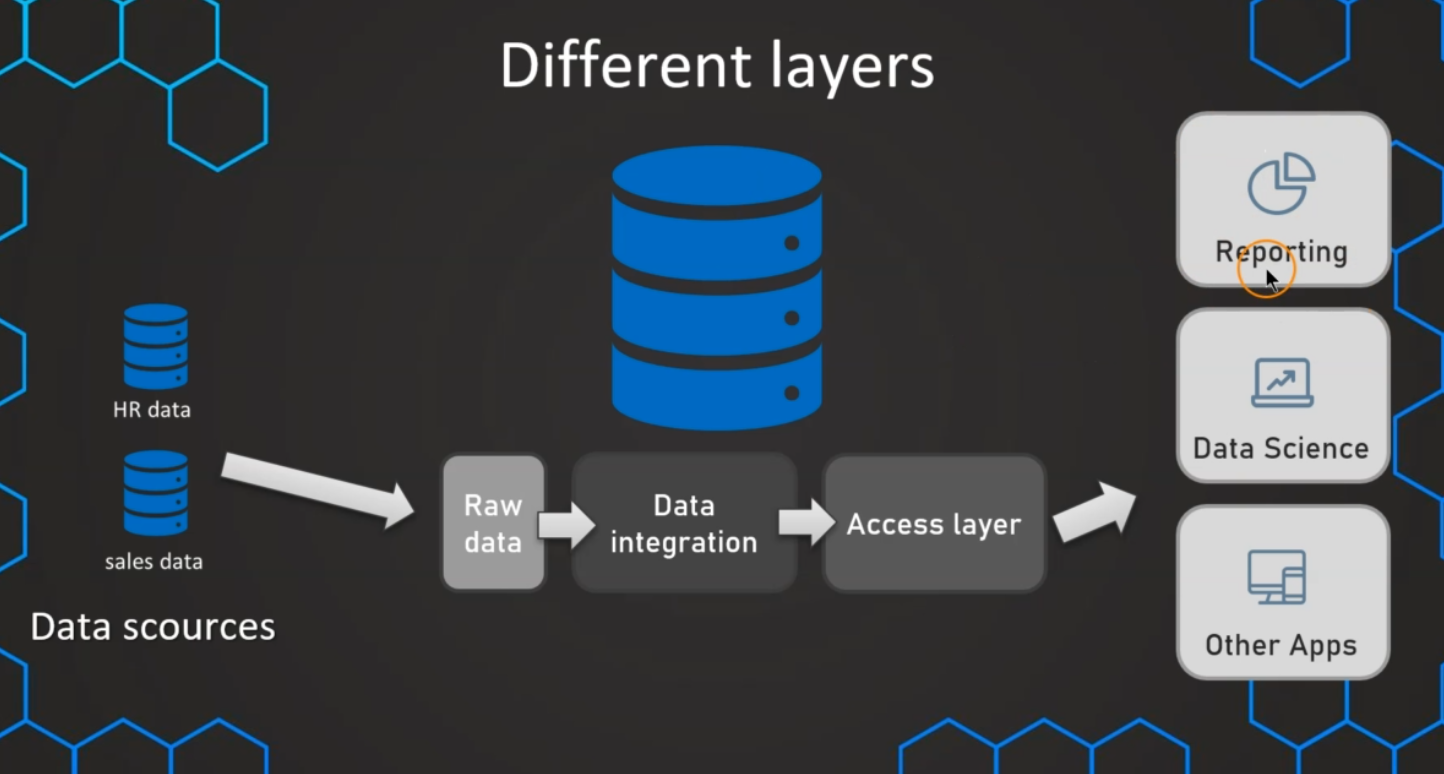 Different layers
HR data
sales data
Data scources
Raw
data
Data
integration
Access layer
Reporting
Data Science
Other Apps